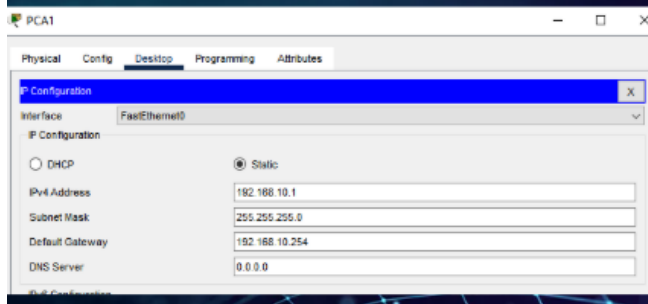 PCA1
Physical Config Desktop Programming Attributes
IP Configuration X
Interface FastEthernet0
IP Configuration
DHCP Static
IPv4 Address 192.168.10.1
Subnet Mask 255.255.255.0
Default Gateway 192.168.10.254
DNS Server 0.0.0.0
IPv6 Configuration